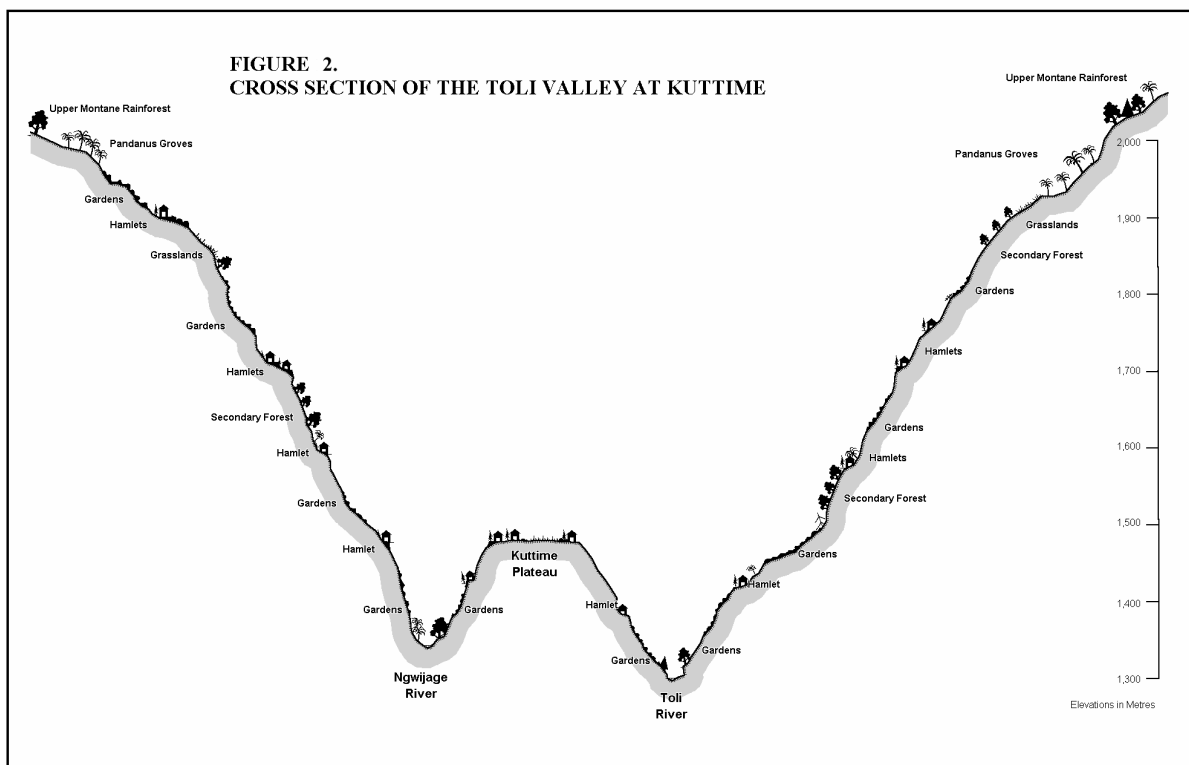 FIGURE 2.
CROSS SECTION OF THE TOLI VALLEY AT KUTTIME
Upper Montane Rainforest
Pandanus Groves
Gardens
Hamlets
Grasslands
Gardens
Hamlets
Secondary Forest
Hamlet
Gardens
Hamlet
Gardens
Ngwijage
River
Gardens
Kuttime
Plateau
Hamlet
Gardens
Toli
River
Gardens
Hamlet
Gardens
Secondary Forest
Hamlets
Gardens
Hamlets
Gardens
Secondary Forest
Grasslands
Pandanus Groves
Upper Montane Rainforest
2,000
1,900
1,800
1,700
1,600
1,500
1,400
1,300
Elevations in Metres